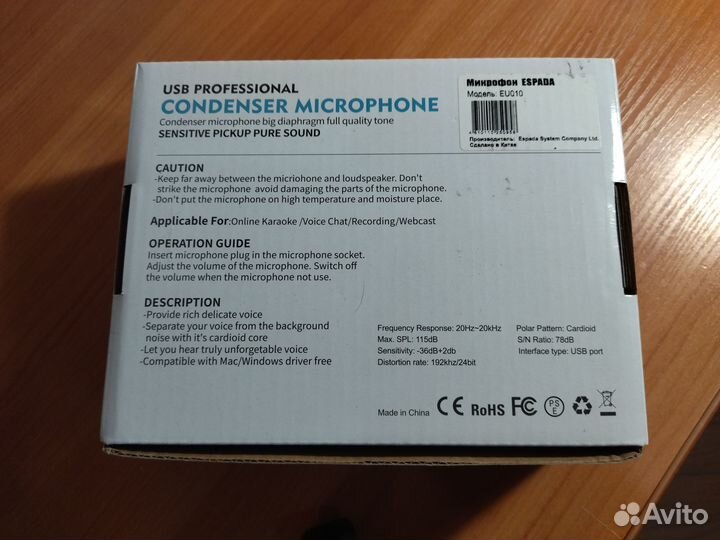 USB PROFESSIONAL
CONDENSER MICROPHONE
Condenser microphone big diaphragm full quality tone
SENSITIVE PICKUP PURE SOUND
Микрофон ESPADA
Модель: EU010
Производитель: Espada System Company Ltd.
Сделано в Китае
CAUTION
-Keep far away between the micriohone and loudspeaker. Don't
strike the microphone avoid damaging the parts of the microphone.
-Don't put the microphone on high temperature and moisture place.
Applicable For:Online Karaoke /Voice Chat/Recording/Webcast
OPERATION GUIDE
Insert microphone plug in the microphone socket.
Adjust the volume of the microphone. Switch off
the volume when the microphone not use.
DESCRIPTION
-Provide rich delicate voice
-Separate your voice from the background
noise with it's cardioid core
-Let you hear truly unforgetable voice
-Compatible with Mac/Windows driver free
Frequency Response: 20Hz~20kHz
Max. SPL: 115dB
Sensitivity: -36dB+2db
Distortion rate: 192khz/24bit
Polar Pattern: Cardioid
S/N Ratio: 78dB
Interface type: USB port
Made in China CE RoHS FC PS E
Avito